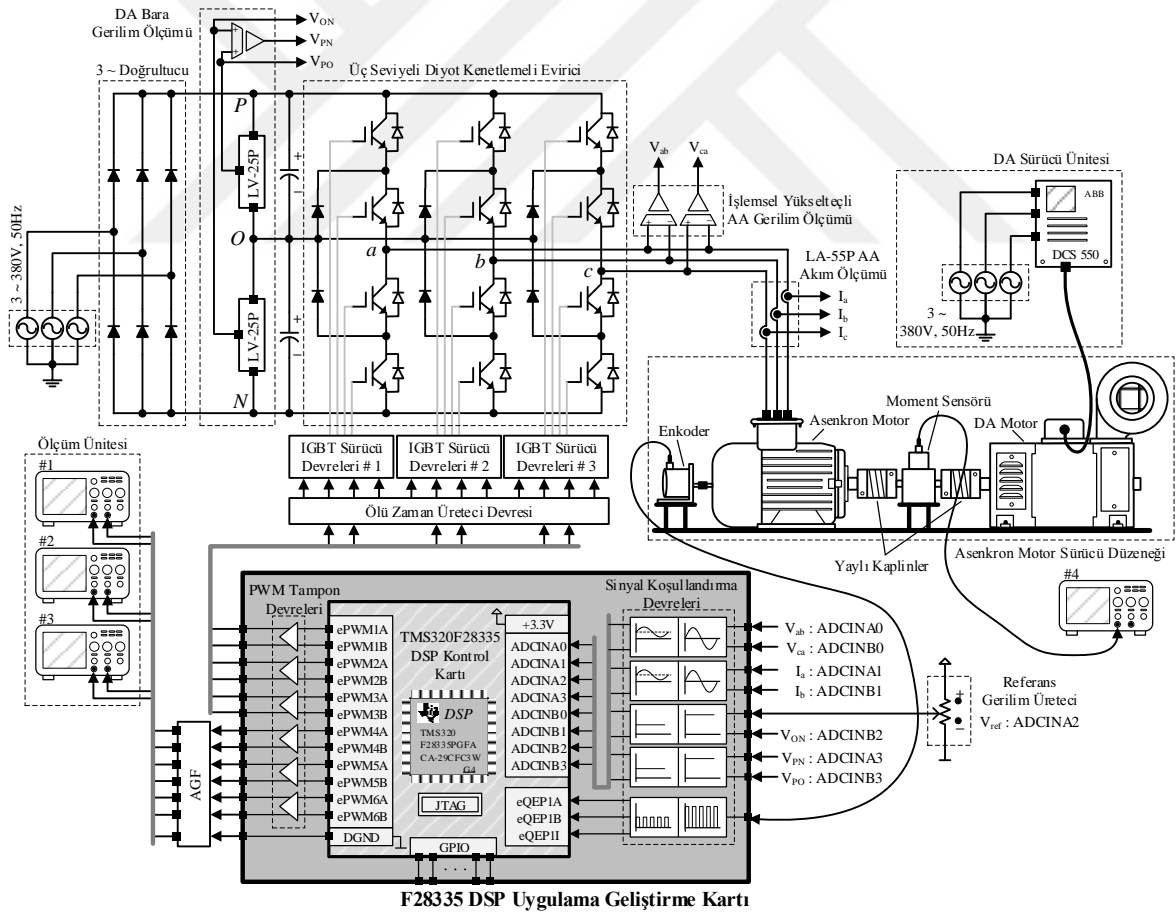 DA Bara
Gerilim Ölçümü
V_ON
V_PN
V_PO
3 ~ Doğrultucu
Üç Seviyeli Diyot Kenetlemeli Evirici
P
LV-25P
+
−
O
LV-25P
+
−
N
a
b
c
3 ~ 380V, 50Hz
V_ab
V_ca
+ −
+ −
İşlemsel Yükselteçli
AA Gerilim Ölçümü
LA-55P AA
Akım Ölçümü
I_a
I_b
I_c
DA Sürücü Ünitesi
ABB
DCS 550
3 ~
380V, 50Hz
Moment Sensörü
Asenkron Motor
DA Motor
Enkoder
Yaylı Kaplinler
Asenkron Motor Sürücü Düzeneği
#4
Ölçüm Ünitesi
#1
#2
#3
IGBT Sürücü
Devreleri # 1
IGBT Sürücü
Devreleri # 2
IGBT Sürücü
Devreleri # 3
Ölü Zaman Üreteci Devresi
PWM Tampon
Devreleri
Sinyal Koşullandırma
Devreleri
ePWM1A
ePWM1B
ePWM2A
ePWM2B
ePWM3A
ePWM3B
ePWM4A
ePWM4B
ePWM5A
ePWM5B
ePWM6A
ePWM6B
DGND
TMS320F28335
DSP Kontrol
Kartı
DSP
TMS320
F28335PGFA
CA-29CFC3W
G4
JTAG
GPIO
+3.3V
ADCINA0
ADCINA1
ADCINA2
ADCINA3
ADCINB0
ADCINB1
ADCINB2
ADCINB3
eQEP1A
eQEP1B
eQEP1I
V_ab : ADCINA0
V_ca : ADCINB0
I_a : ADCINA1
I_b : ADCINB1
V_ON : ADCINB2
V_PN : ADCINA3
V_PO : ADCINB3
Referans
Gerilim Üreteci
+
−
V_ref : ADCINA2
AGF
F28335 DSP Uygulama Geliştirme Kartı